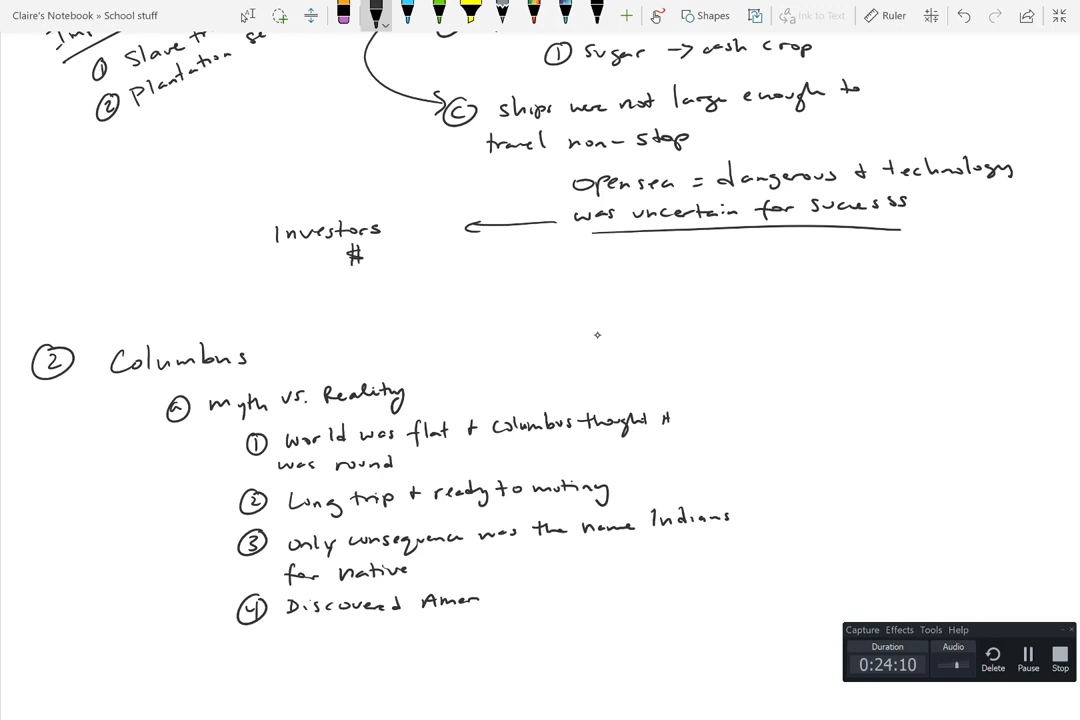 Claire's Notebook » School stuff
Shapes
Ink to Text
Ruler
① Slave
② Plantation
① Sugar → cash crop
Ⓒ ships were not large enough to
travel non-stop
open sea = dangerous + technology
was uncertain for sucesss
Investors
$
② Columbus
ⓐ Myth vs. Reality
① World was flat + Columbus thought it
was round
② Long trip + ready to mutiny
③ only consequence was the name Indians
for native
④ Discovered Amer
Capture Effects Tools Help
Duration Audio
0:24:10
Delete Pause Stop